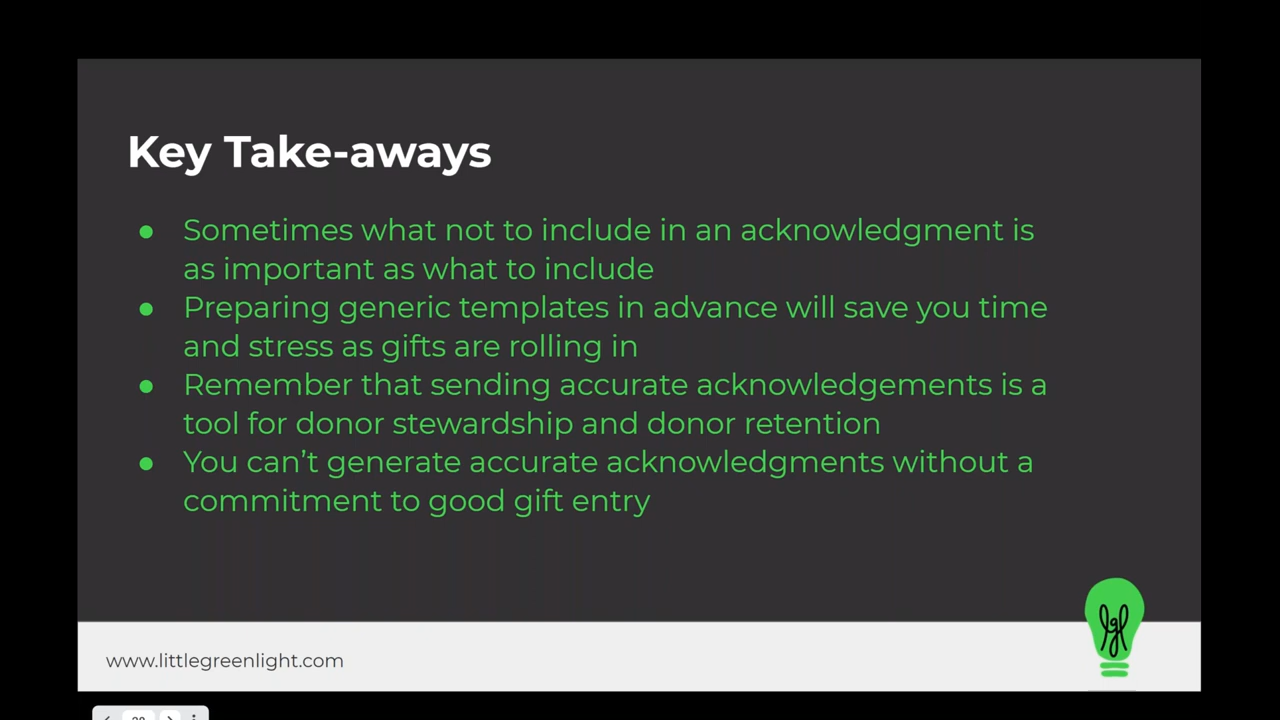 Key Take-aways
● Sometimes what not to include in an acknowledgment is
as important as what to include
● Preparing generic templates in advance will save you time
and stress as gifts are rolling in
● Remember that sending accurate acknowledgements is a
tool for donor stewardship and donor retention
● You can’t generate accurate acknowledgments without a
commitment to good gift entry
lgl
www.littlegreenlight.com